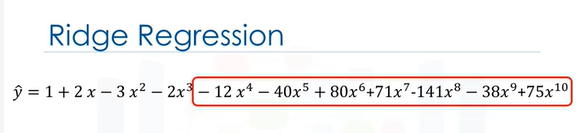 Ridge Regression
ŷ = 1 + 2 x − 3 x² − 2x³ − 12 x⁴ − 40x⁵ + 80x⁶+71x⁷-141x⁸ − 38x⁹+75x¹⁰